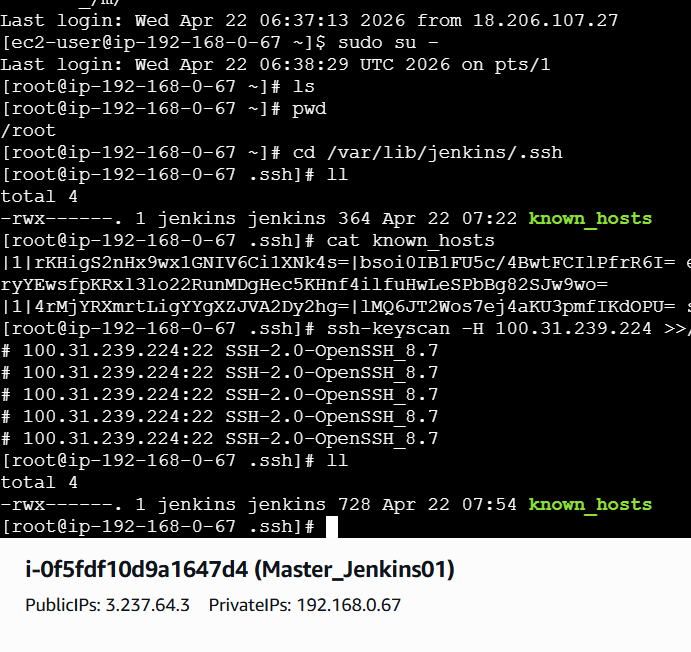 _/m/
Last login: Wed Apr 22 06:37:13 2026 from 18.206.107.27
[ec2-user@ip-192-168-0-67 ~]$ sudo su -
Last login: Wed Apr 22 06:38:29 UTC 2026 on pts/1
[root@ip-192-168-0-67 ~]# ls
[root@ip-192-168-0-67 ~]# pwd
/root
[root@ip-192-168-0-67 ~]# cd /var/lib/jenkins/.ssh
[root@ip-192-168-0-67 .ssh]# ll
total 4
-rwx------. 1 jenkins jenkins 364 Apr 22 07:22 known_hosts
[root@ip-192-168-0-67 .ssh]# cat known_hosts
|1|rKHigS2nHx9wx1GNIV6Ci1XNk4s=|bsoi0IB1FU5c/4BwtFCIlPfrR6I= e
ryYEwsfpKRxl3lo22RunMDgHec5KHnf4ilfuHwLeSPbBg82SJw9wo=
|1|4rMjYRXmrtLigYYgXZJVA2Dy2hg=|lMQ6JT2Wos7ej4aKU3pmfIKdOPU= s
[root@ip-192-168-0-67 .ssh]# ssh-keyscan -H 100.31.239.224 >>/
# 100.31.239.224:22 SSH-2.0-OpenSSH_8.7
# 100.31.239.224:22 SSH-2.0-OpenSSH_8.7
# 100.31.239.224:22 SSH-2.0-OpenSSH_8.7
# 100.31.239.224:22 SSH-2.0-OpenSSH_8.7
# 100.31.239.224:22 SSH-2.0-OpenSSH_8.7
[root@ip-192-168-0-67 .ssh]# ll
total 4
-rwx------. 1 jenkins jenkins 728 Apr 22 07:54 known_hosts
[root@ip-192-168-0-67 .ssh]#
i-0f5fdf10d9a1647d4 (Master_Jenkins01)
PublicIPs: 3.237.64.3 PrivateIPs: 192.168.0.67